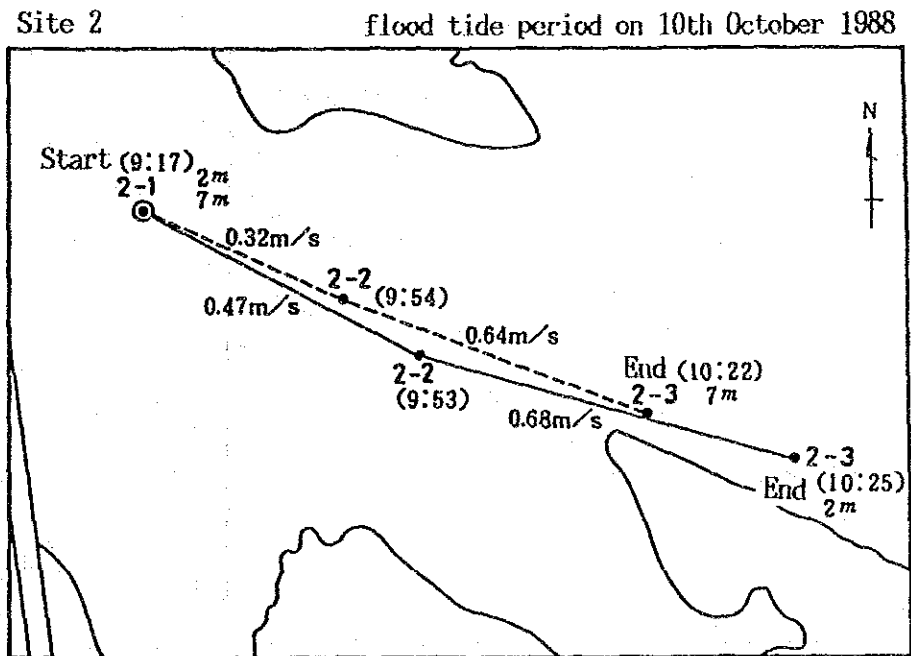 Site 2
flood tide period on 10th October 1988
N
Start (9:17) 2m
2-1 7m
0.32m/s
2-2 (9:54)
0.47m/s
0.64m/s
2-2
(9:53)
End (10:22)
2-3 7m
0.68m/s
2-3
End (10:25)
2m